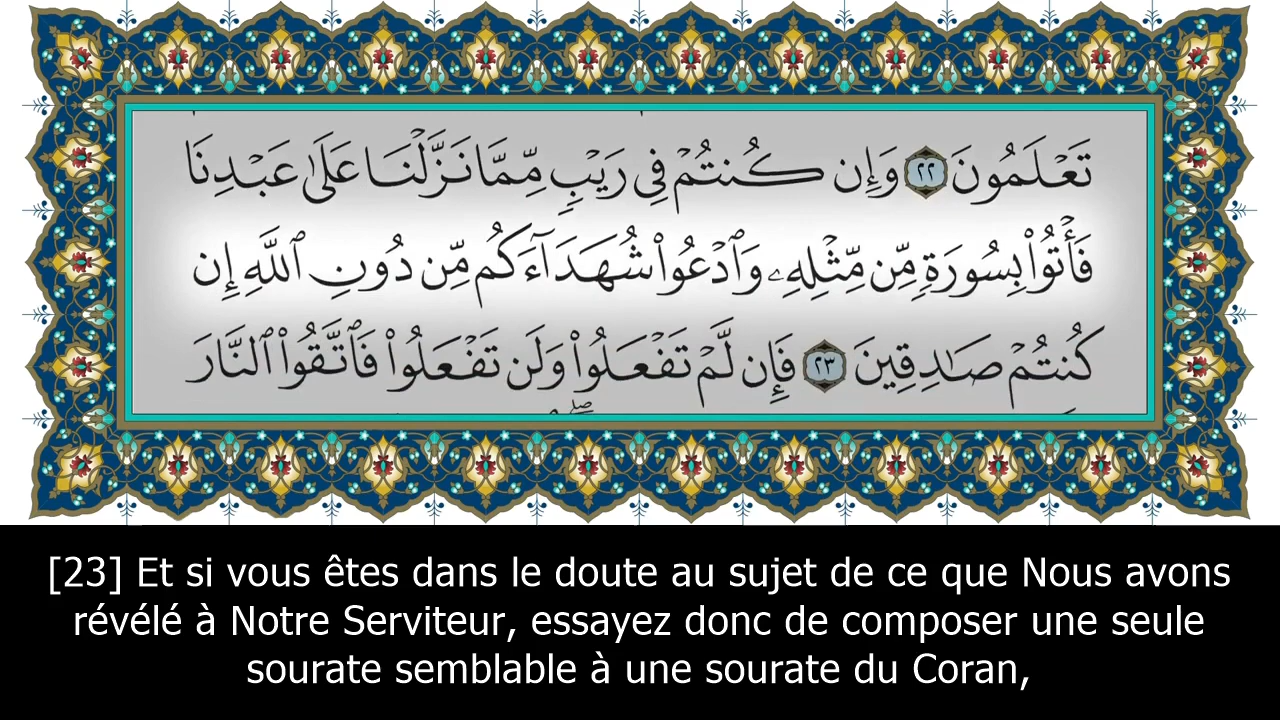 تَعْلَمُونَ ٢٢ وَإِن كُنتُمْ فِى رَيْبٍ مِّمَّا نَزَّلْنَا عَلَىٰ عَبْدِنَا
فَأْتُوا۟ بِسُورَةٍ مِّن مِّثْلِهِۦ وَٱدْعُوا۟ شُهَدَآءَكُم مِّن دُونِ ٱللَّهِ إِن
كُنتُمْ صَـٰدِقِينَ ٢٣ فَإِن لَّمْ تَفْعَلُوا۟ وَلَن تَفْعَلُوا۟ فَٱتَّقُوا۟ ٱلنَّارَ
[23] Et si vous êtes dans le doute au sujet de ce que Nous avons
révélé à Notre Serviteur, essayez donc de composer une seule
sourate semblable à une sourate du Coran,